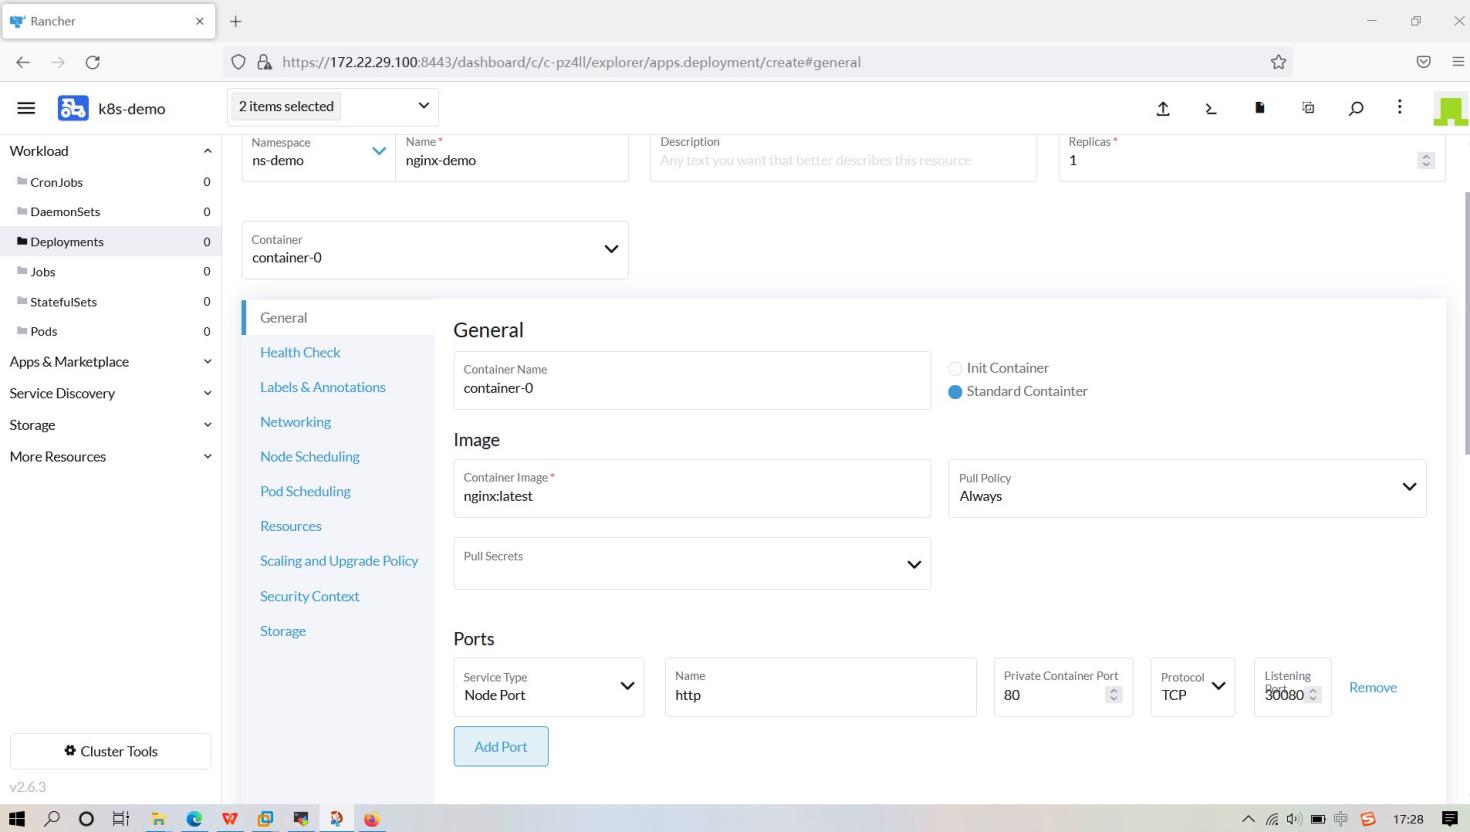 Rancher
https://172.22.29.100:8443/dashboard/c/c-pz4ll/explorer/apps.deployment/create#general
k8s-demo
2 items selected
Workload
CronJobs 0
DaemonSets 0
Deployments 0
Jobs 0
StatefulSets 0
Pods 0
Apps & Marketplace
Service Discovery
Storage
More Resources
Cluster Tools
v2.6.3
Namespace
ns-demo
Name *
nginx-demo
Description
Any text you want that better describes this resource
Replicas *
1
Container
container-0
General
Health Check
Labels & Annotations
Networking
Node Scheduling
Pod Scheduling
Resources
Scaling and Upgrade Policy
Security Context
Storage
General
Container Name
container-0
Init Container
Standard Containter
Image
Container Image *
nginx:latest
Pull Policy
Always
Pull Secrets
Ports
Service Type
Node Port
Name
http
Private Container Port
80
Protocol
TCP
Listening
Port
30080
Remove
Add Port
中
17:28